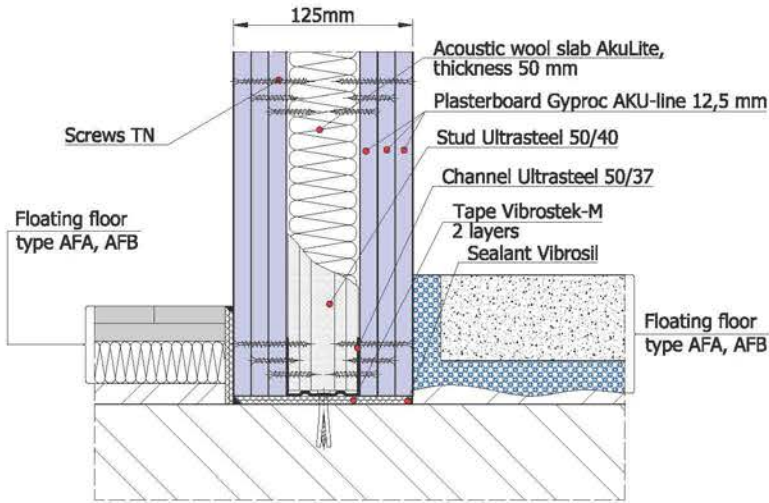 125mm
Acoustic wool slab AkuLite,
thickness 50 mm
Plasterboard Gyproc AKU-line 12,5 mm
Screws TN
Stud Ultrasteel 50/40
Channel Ultrasteel 50/37
Tape Vibrostek-M
2 layers
Floating floor
type AFA, AFB
Sealant Vibrosil
Floating floor
type AFA, AFB